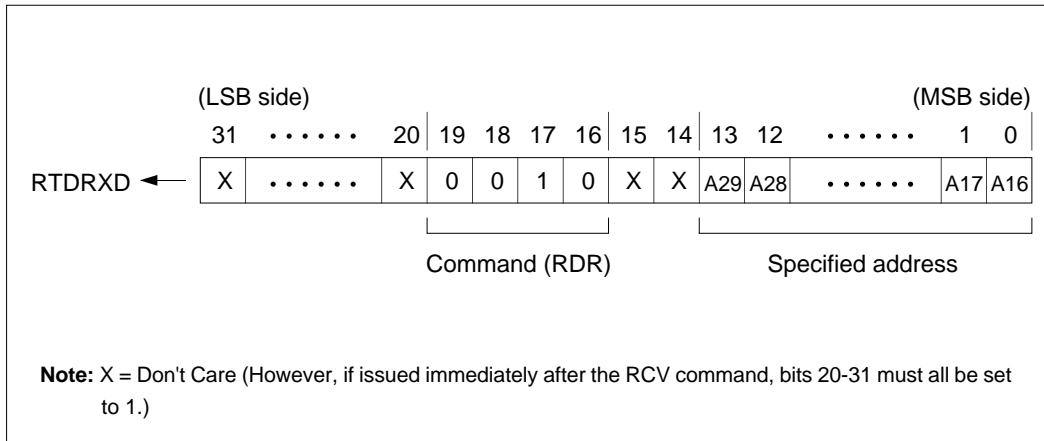 (LSB side) (MSB side)
31 • • • • • • 20 19 18 17 16 15 14 13 12 • • • • • • 1 0
RTDRXD X • • • • • • X 0 0 1 0 X X A29 A28 • • • • • • A17 A16
Command (RDR) Specified address
Note: X = Don't Care (However, if issued immediately after the RCV command, bits 20-31 must all be set
to 1.)